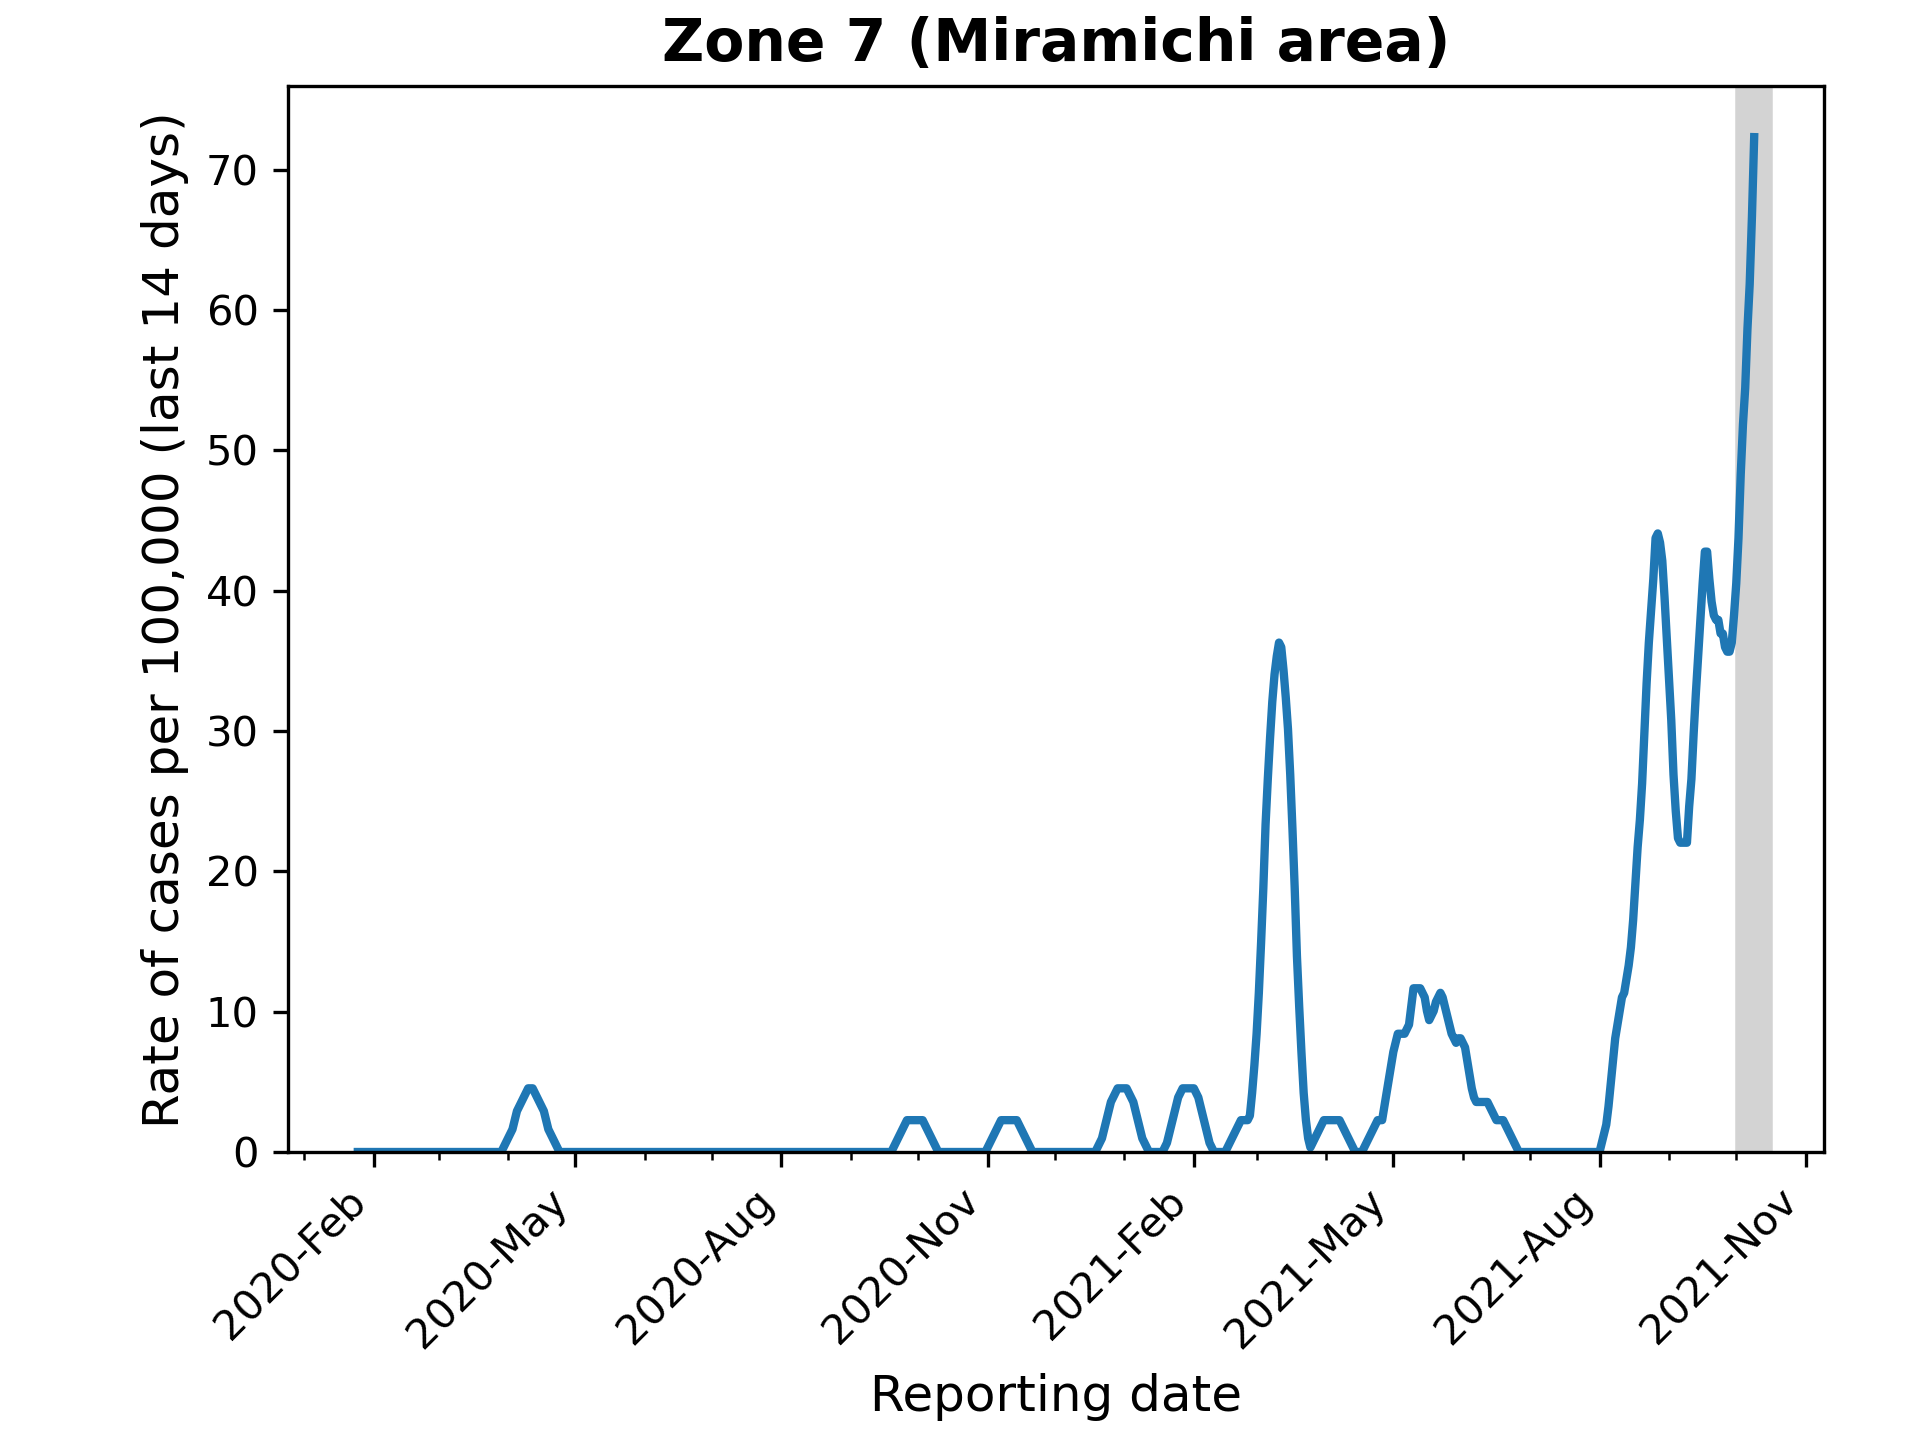 Zone 7 (Miramichi area)
Rate of cases per 100,000 (last 14 days)
70
60
50
40
30
20
10
0
2020-Feb
2020-May
2020-Aug
2020-Nov
2021-Feb
2021-May
2021-Aug
2021-Nov
Reporting date